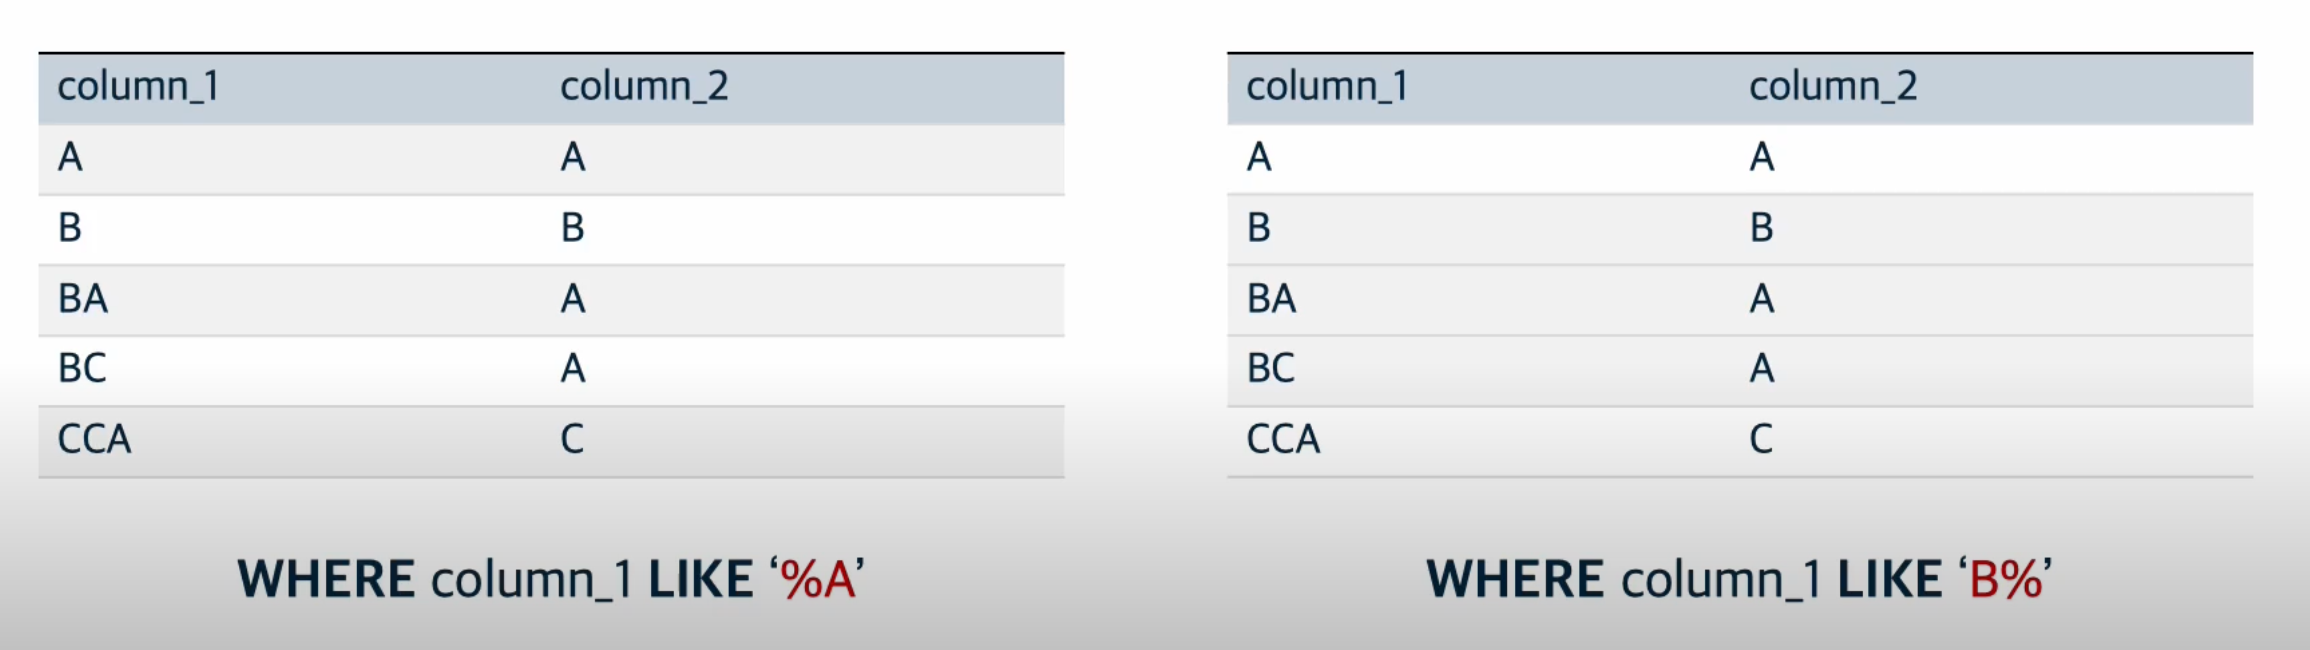 column_1 column_2
A A
B B
BA A
BC A
CCA C
WHERE column_1 LIKE ‘%A’
column_1 column_2
A A
B B
BA A
BC A
CCA C
WHERE column_1 LIKE ‘B%’